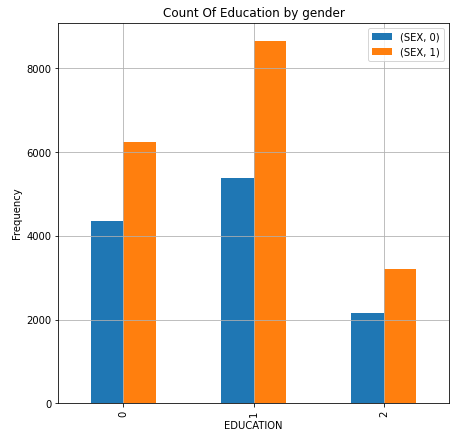 Count Of Education by gender
(SEX, 0)
(SEX, 1)
Frequency
8000
6000
4000
2000
0
0
1
2
EDUCATION